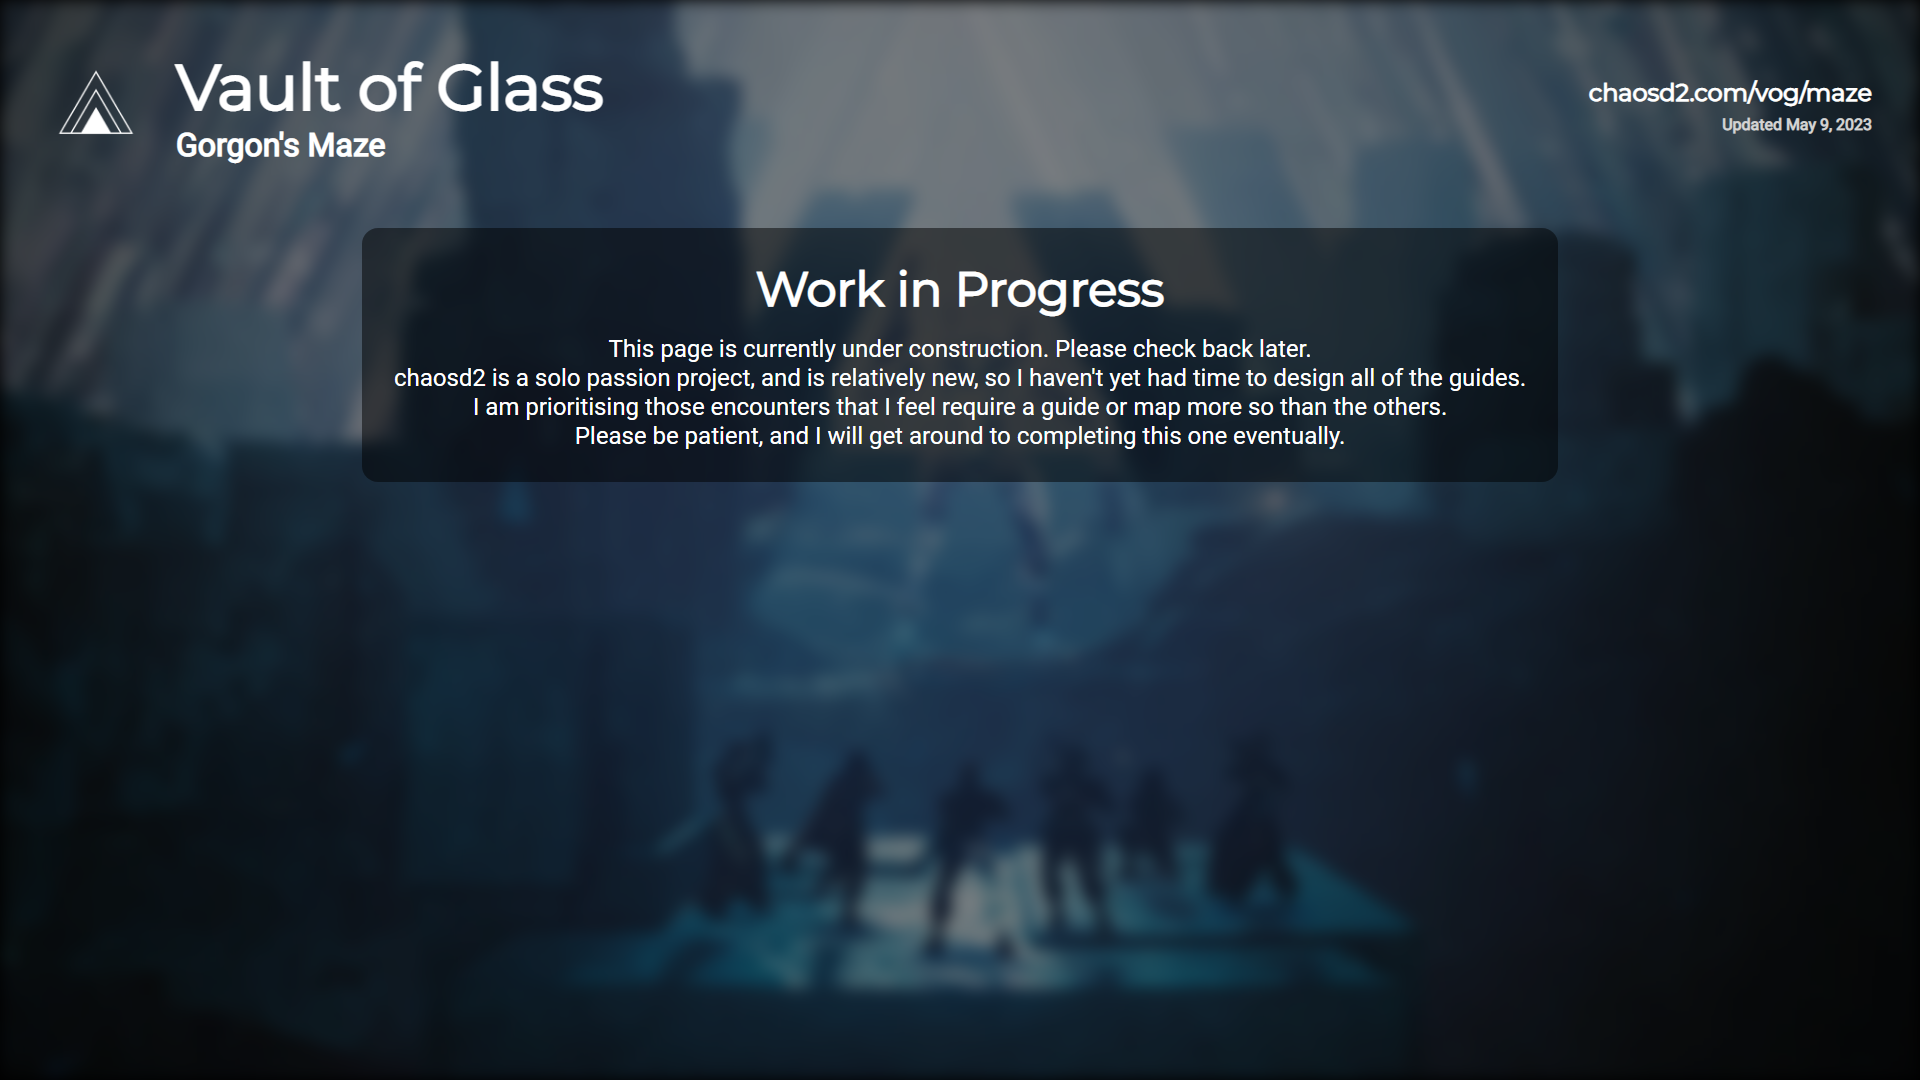 Vault of Glass
Gorgon's Maze
chaosd2.com/vog/maze
Updated May 9, 2023
Work in Progress
This page is currently under construction. Please check back later.
chaosd2 is a solo passion project, and is relatively new, so I haven't yet had time to design all of the guides.
I am prioritising those encounters that I feel require a guide or map more so than the others.
Please be patient, and I will get around to completing this one eventually.